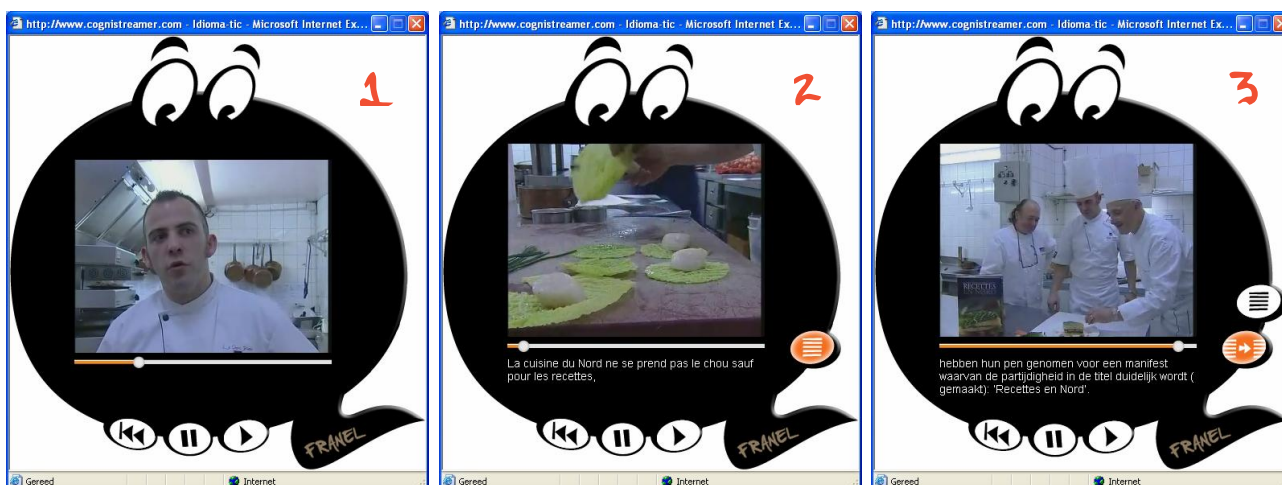 http://www.cognistreamer.com - Idioma-tic - Microsoft Internet Ex...
1
FRANEL
Gereed
Internet
http://www.cognistreamer.com - Idioma-tic - Microsoft Internet Ex...
2
La cuisine du Nord ne se prend pas le chou sauf
pour les recettes,
FRANEL
Gereed
Internet
http://www.cognistreamer.com - Idioma-tic - Microsoft Internet Ex...
3
RECETTES
hebben hun pen genomen voor een manifest
waarvan de partijdigheid in de titel duidelijk wordt (
gemaakt): 'Recettes en Nord'.
FRANEL
Gereed
Internet